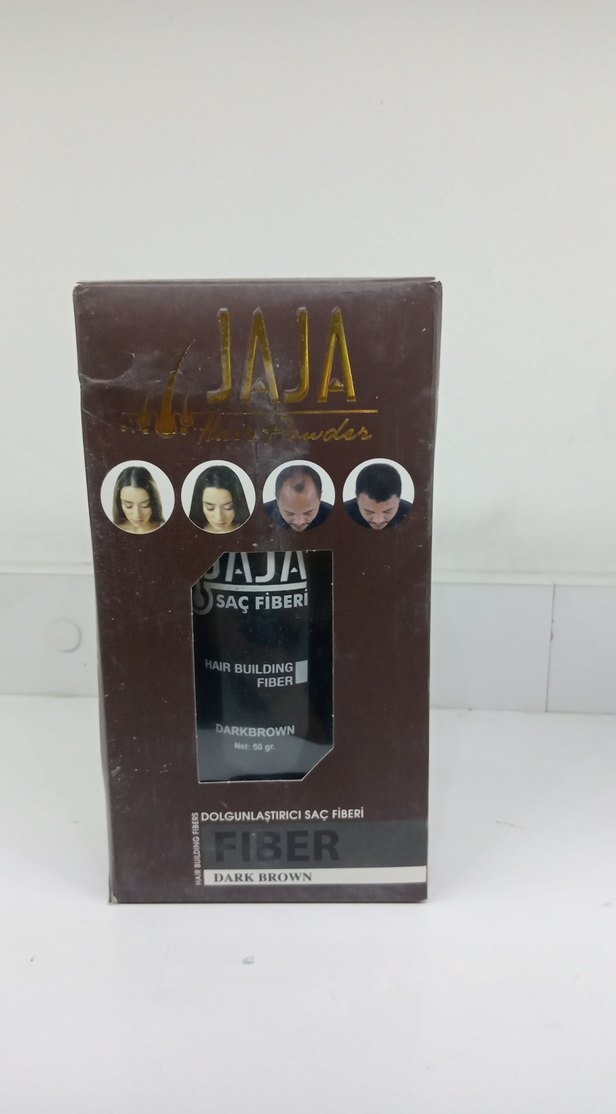 JAJA
Hair Powder
JAJA
SAÇ FİBERİ
HAIR BUILDING
FIBER
DARKBROWN
Net: 50 gr.
HAIR BUILDING FIBERS
DOLGUNLAŞTIRICI SAÇ FİBERİ
FIBER
DARK BROWN